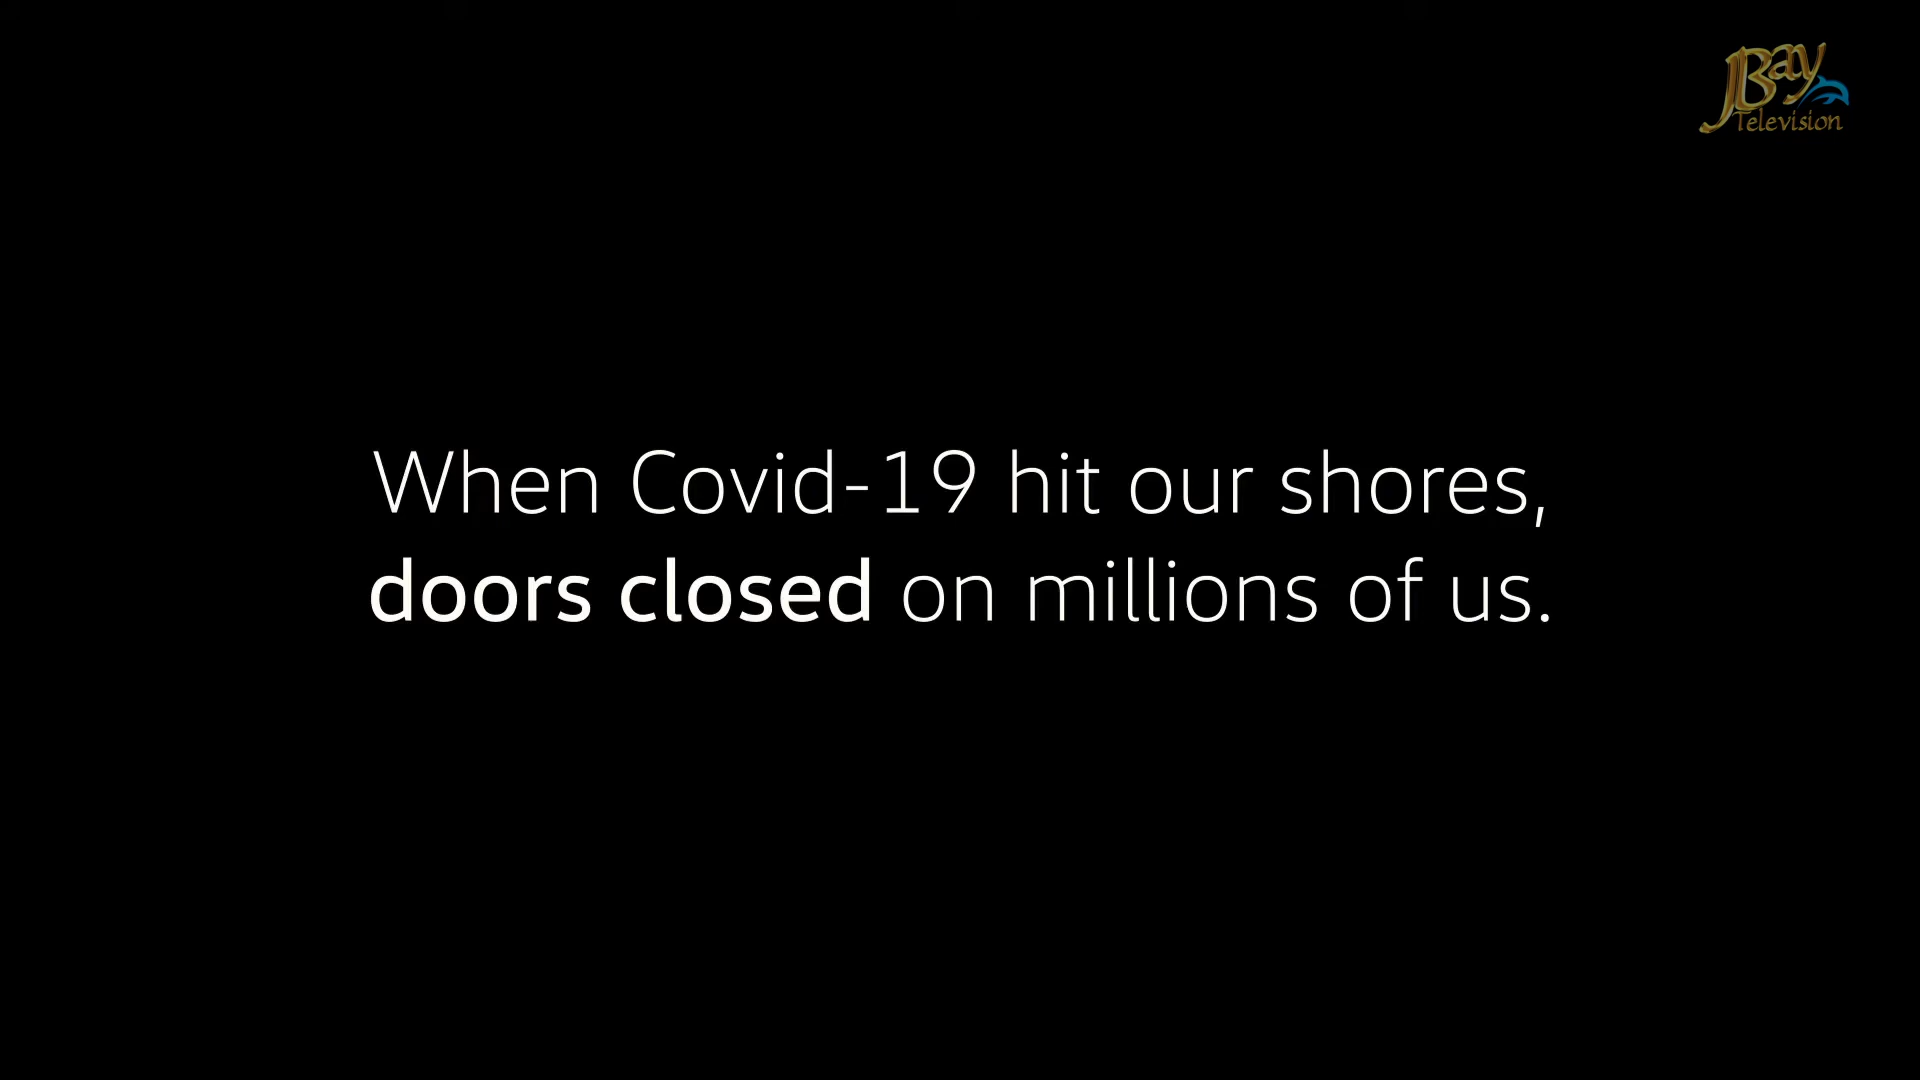 JBay
Television
When Covid-19 hit our shores,
doors closed on millions of us.